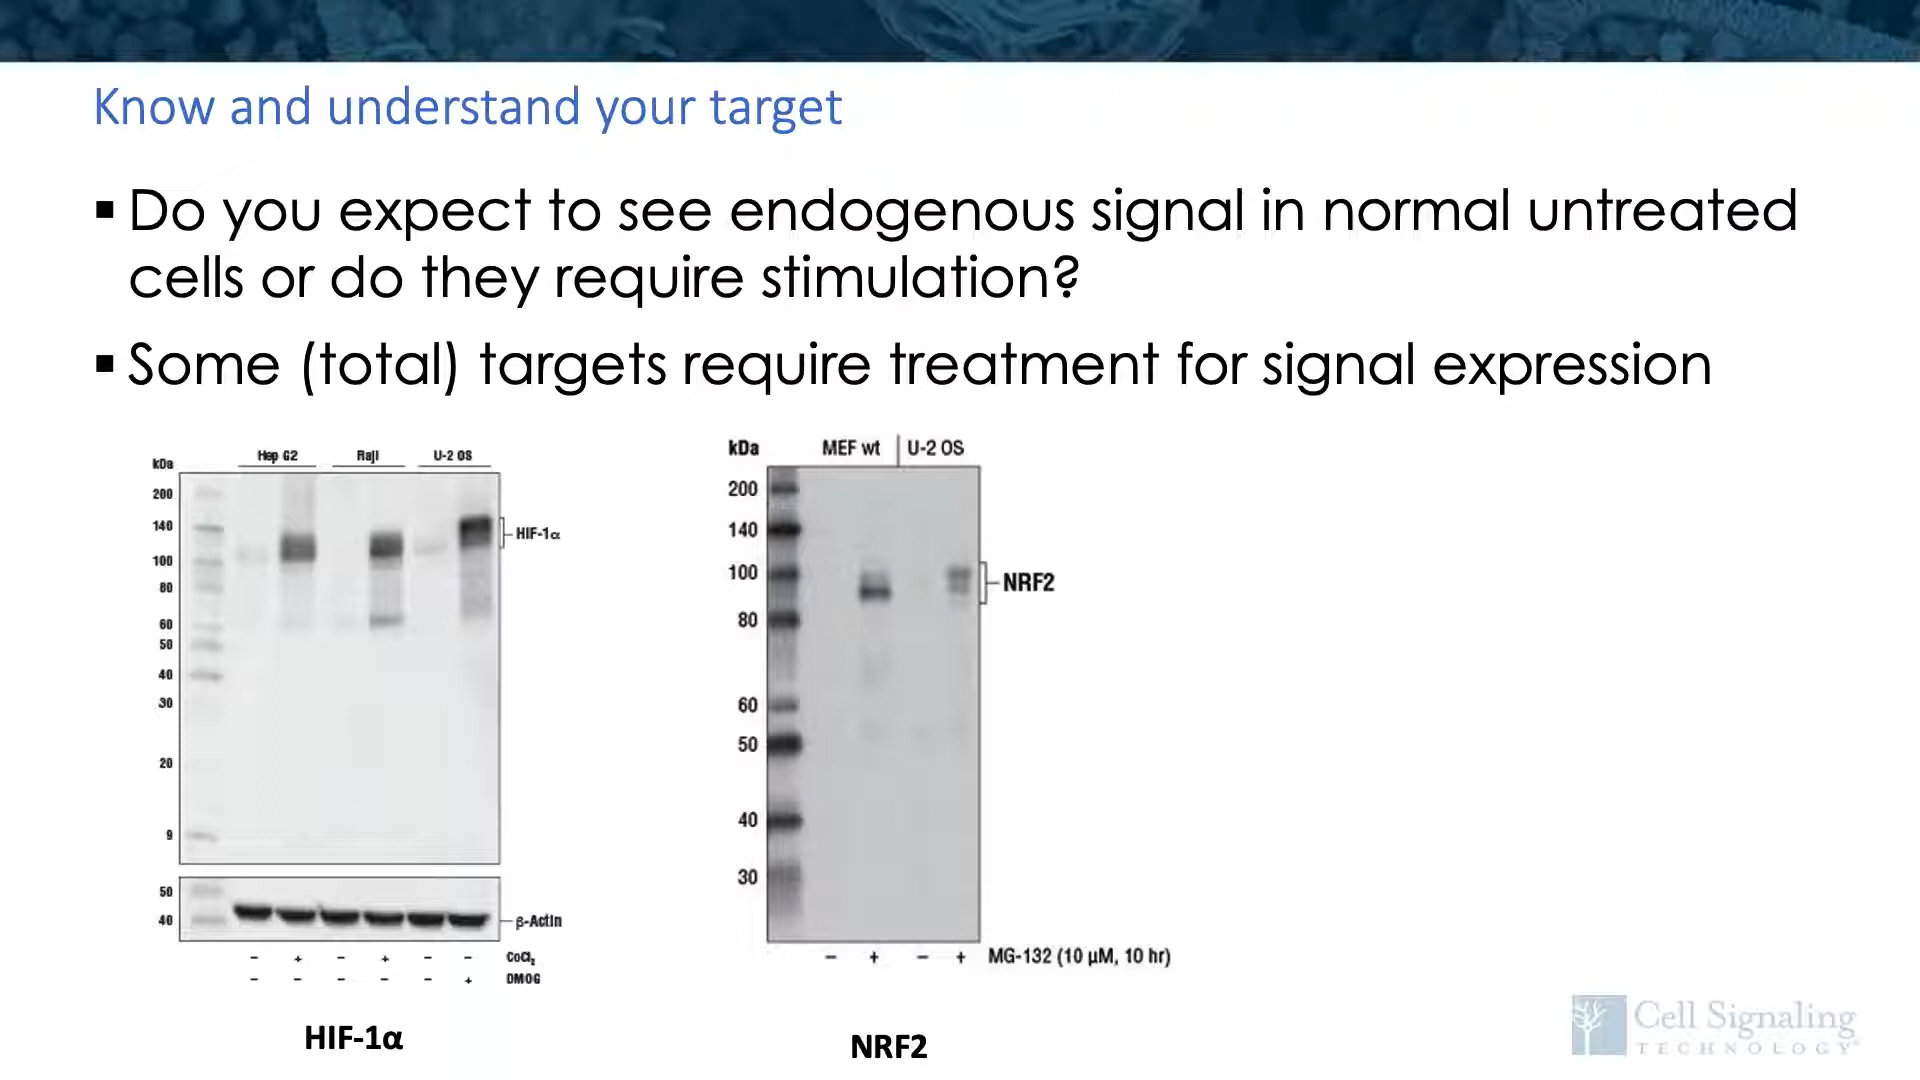 Know and understand your target
▪ Do you expect to see endogenous signal in normal untreated
cells or do they require stimulation?
▪ Some (total) targets require treatment for signal expression
kDa
Hep G2 Raji U-2 OS
200
140
100
80
60
50
40
30
20
9
HIF-1α
50
40
β-Actin
- + - + - - CoCl₂
- - - - - + DMOG
HIF-1α
kDa MEF wt U-2 OS
200
140
100
80
60
50
40
30
NRF2
- + - + MG-132 (10 µM, 10 hr)
NRF2
Cell Signaling
TECHNOLOGY®